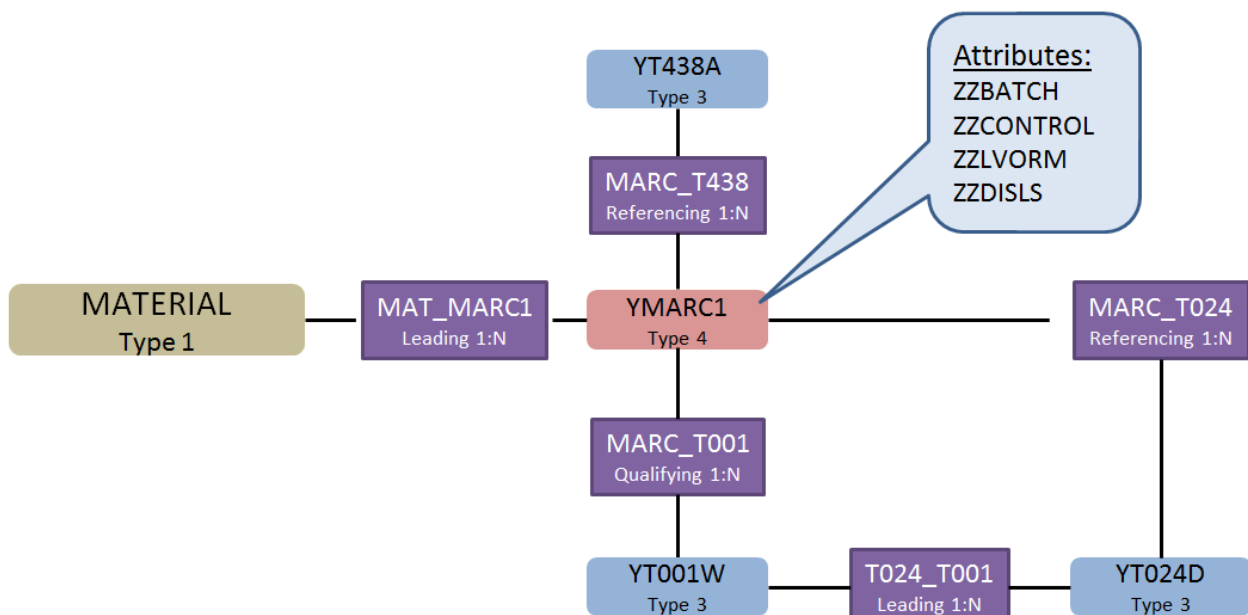 YT438A
Type 3
Attributes:
ZZBATCH
ZZCONTROL
ZZLVORM
ZZDISLS
MARC_T438
Referencing 1:N
MATERIAL
Type 1
MAT_MARC1
Leading 1:N
YMARC1
Type 4
MARC_T024
Referencing 1:N
MARC_T001
Qualifying 1:N
YT001W
Type 3
T024_T001
Leading 1:N
YT024D
Type 3